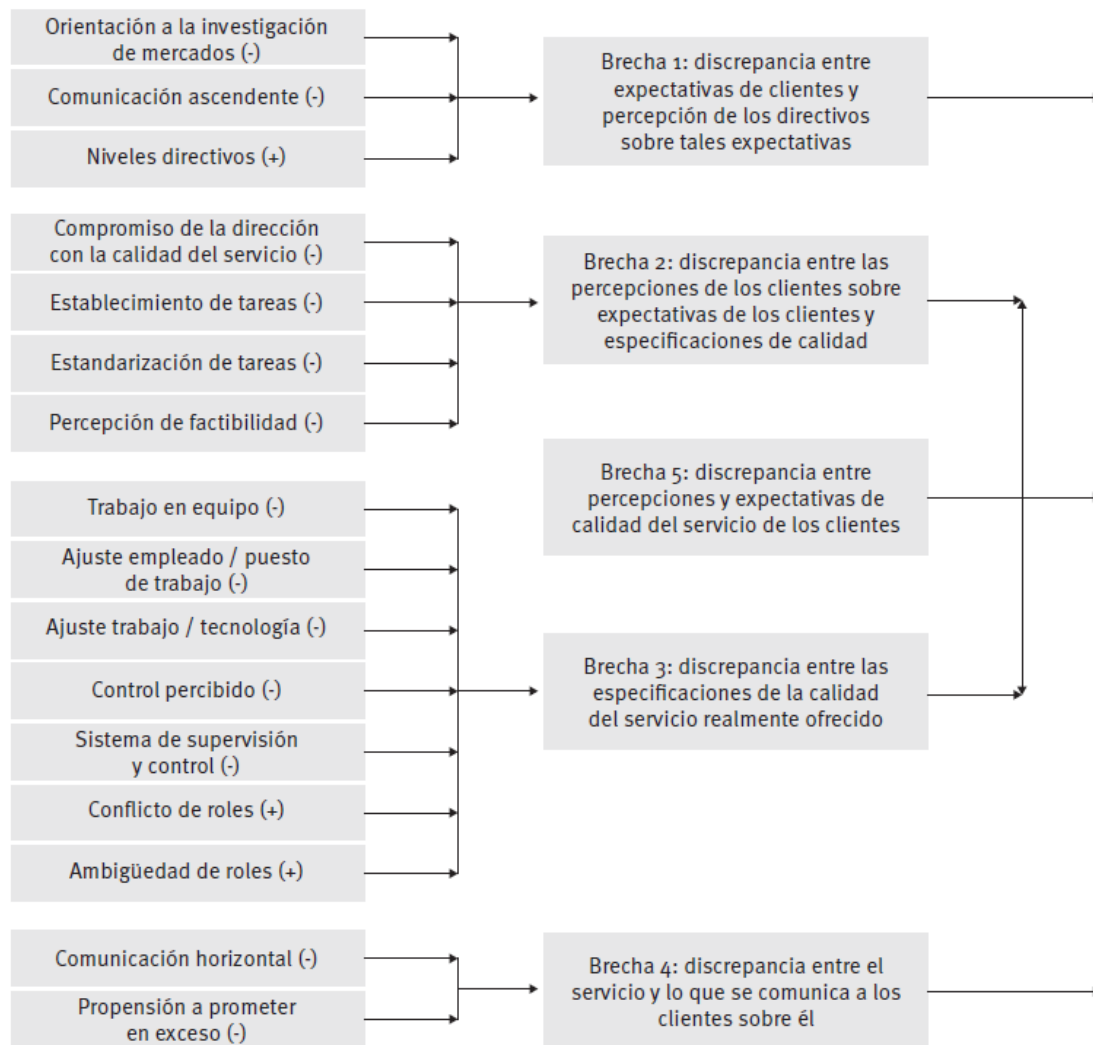 Orientación a la investigación
de mercados (-)
Comunicación ascendente (-)
Niveles directivos (+)
Brecha 1: discrepancia entre
expectativas de clientes y
percepción de los directivos
sobre tales expectativas
Compromiso de la dirección
con la calidad del servicio (-)
Establecimiento de tareas (-)
Estandarización de tareas (-)
Percepción de factibilidad (-)
Brecha 2: discrepancia entre las
percepciones de los clientes sobre
expectativas de los clientes y
especificaciones de calidad
Brecha 5: discrepancia entre
percepciones y expectativas de
calidad del servicio de los clientes
Trabajo en equipo (-)
Ajuste empleado / puesto
de trabajo (-)
Ajuste trabajo / tecnología (-)
Control percibido (-)
Sistema de supervisión
y control (-)
Conflicto de roles (+)
Ambigüedad de roles (+)
Brecha 3: discrepancia entre las
especificaciones de la calidad
del servicio realmente ofrecido
Comunicación horizontal (-)
Propensión a prometer
en exceso (-)
Brecha 4: discrepancia entre el
servicio y lo que se comunica a los
clientes sobre él